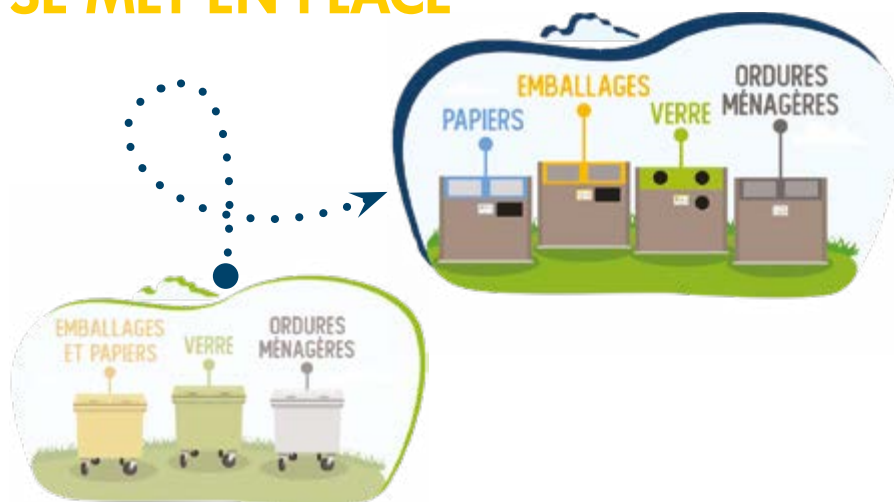 SE MET EN PLACE
PAPIERS
EMBALLAGES
VERRE
ORDURES
MÉNAGÈRES
EMBALLAGES
ET PAPIERS
VERRE
ORDURES
MÉNAGÈRES